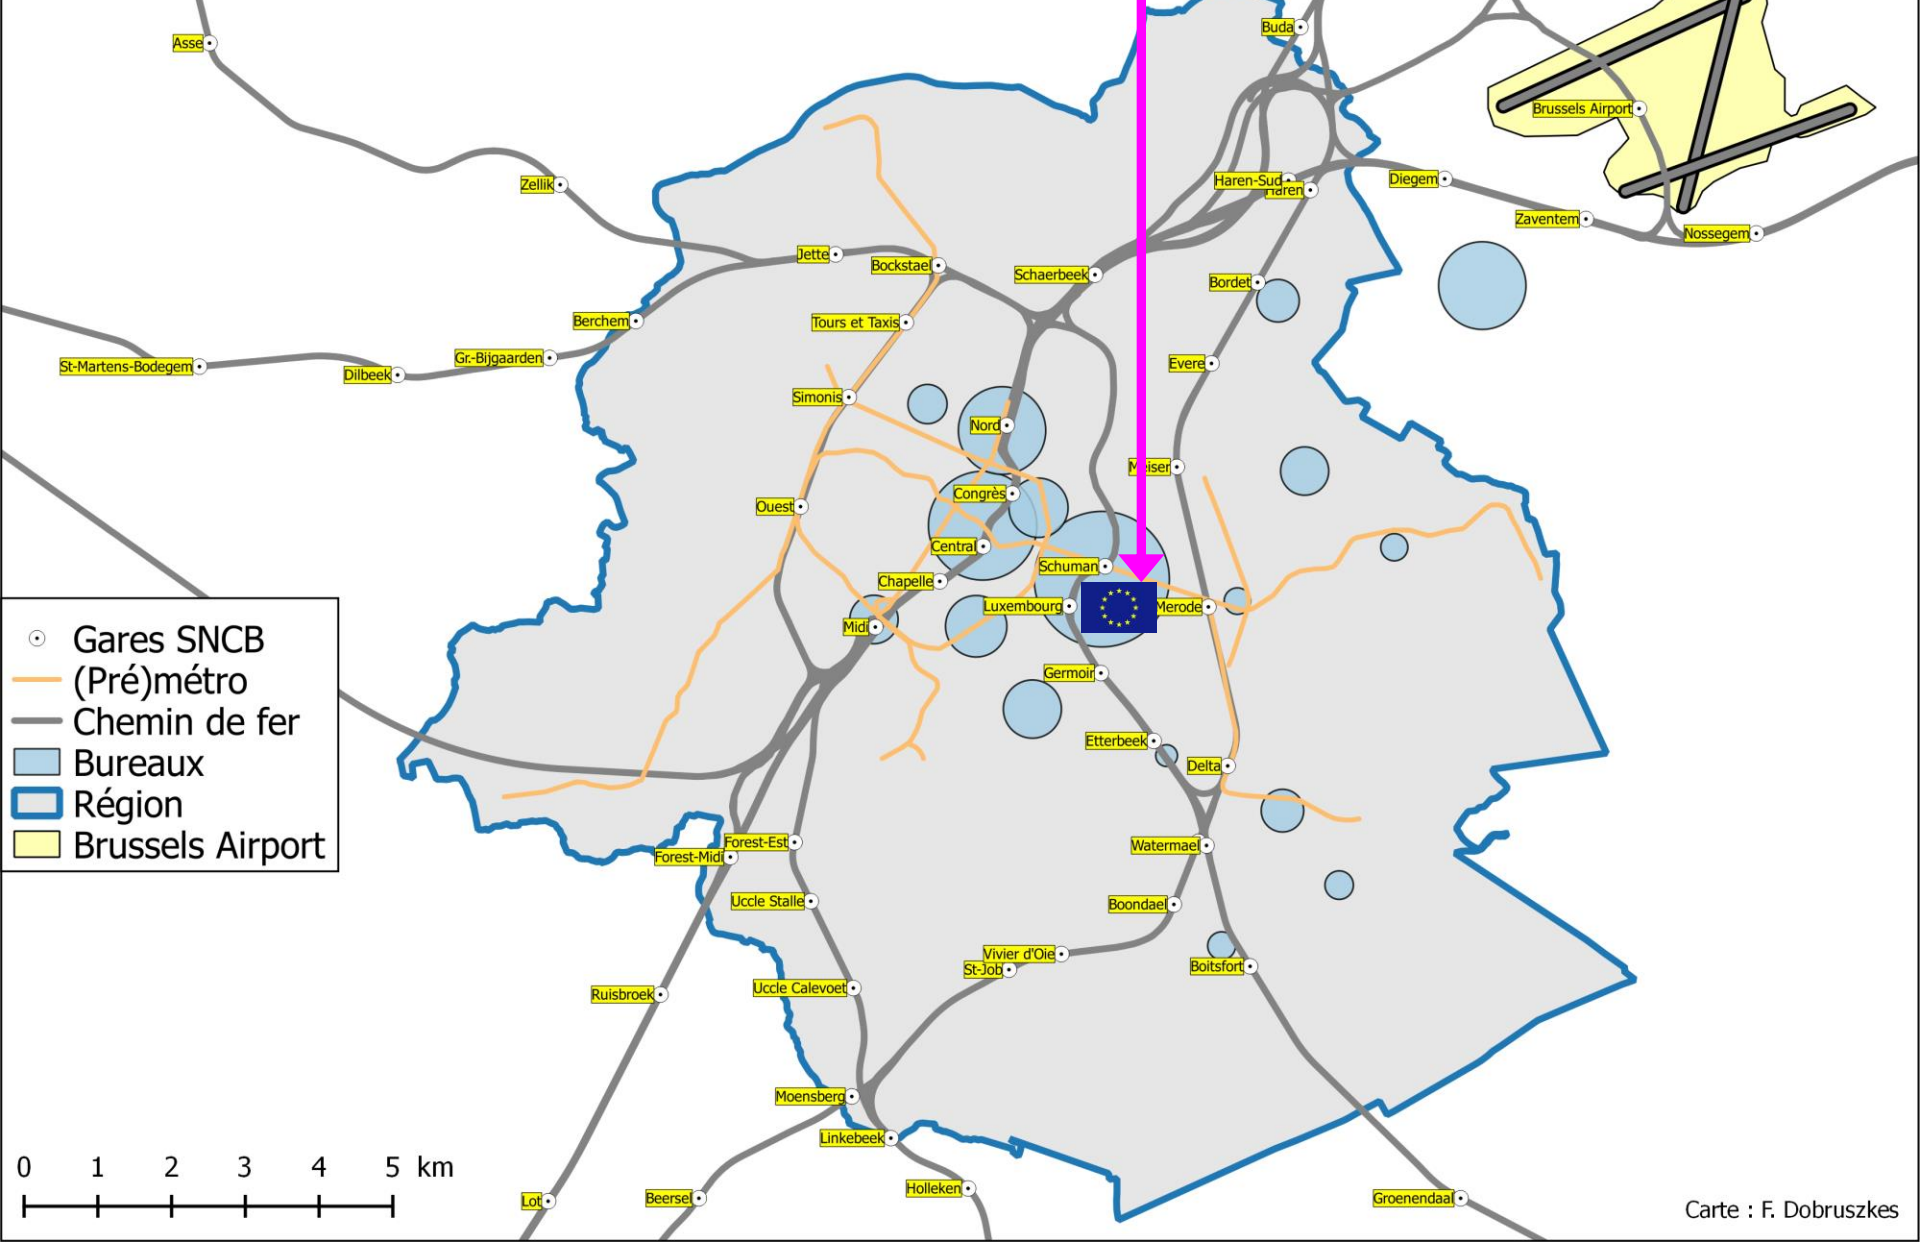 Buda
Asse
Brussels Airport
Haren-Sud
Haren
Diegem
Zellik
Zaventem
Nossegem
Jette
Bockstael
Schaerbeek
Bordet
Berchem
Tours et Taxis
Gr.-Bijgaarden
St-Martens-Bodegem
Dilbeek
Evere
Simonis
Nord
Meiser
Congrès
Ouest
Central
Schuman
Chapelle
Luxembourg
Merode
Midi
Germoir
Etterbeek
Delta
Forest-Est
Forest-Midi
Watermael
Uccle Stalle
Boondael
Vivier d'Oie
St-Job
Boitsfort
Uccle Calevoet
Ruisbroek
Moensberg
Linkebeek
Holleken
Beersel
Lot
Groenendaal
Gares SNCB
(Pré)métro
Chemin de fer
Bureaux
Région
Brussels Airport
0 1 2 3 4 5 km
Carte : F. Dobruszkes